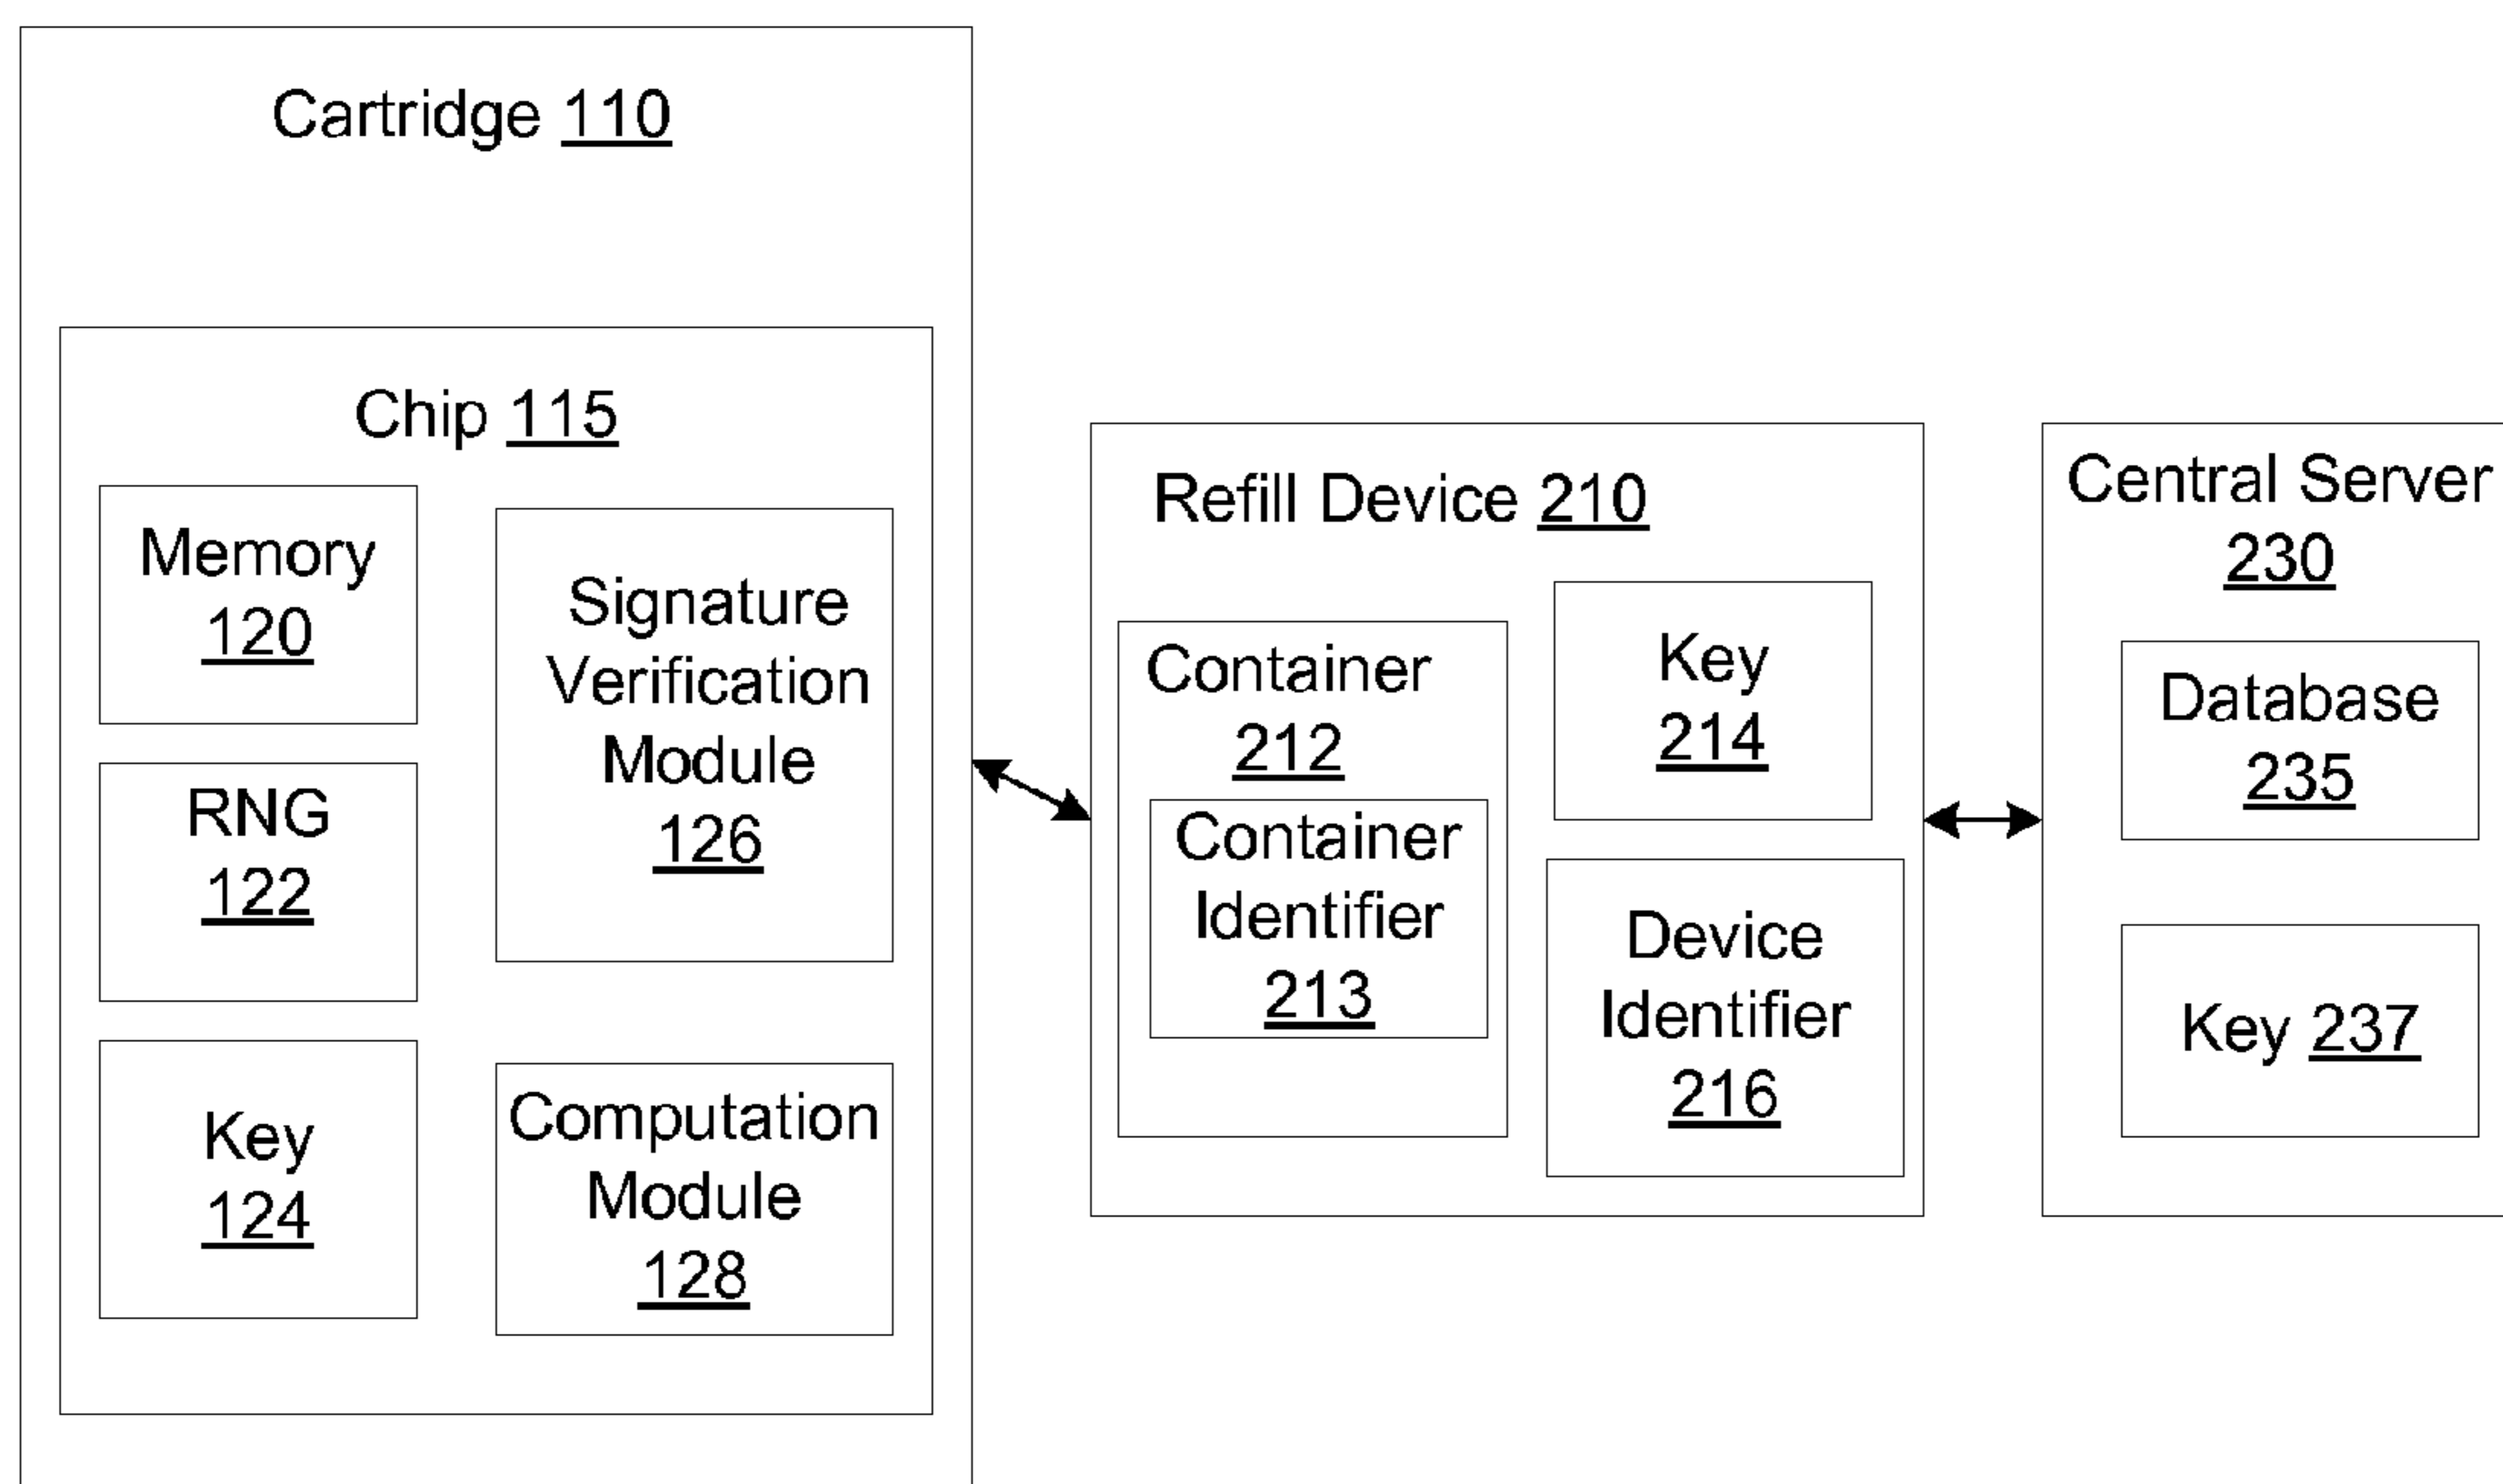 Cartridge 110
Chip 115
Memory
120
RNG
122
Key
124
Signature
Verification
Module
126
Computation
Module
128
Refill Device 210
Container
212
Container
Identifier
213
Key
214
Device
Identifier
216
Central Server
230
Database
235
Key 237